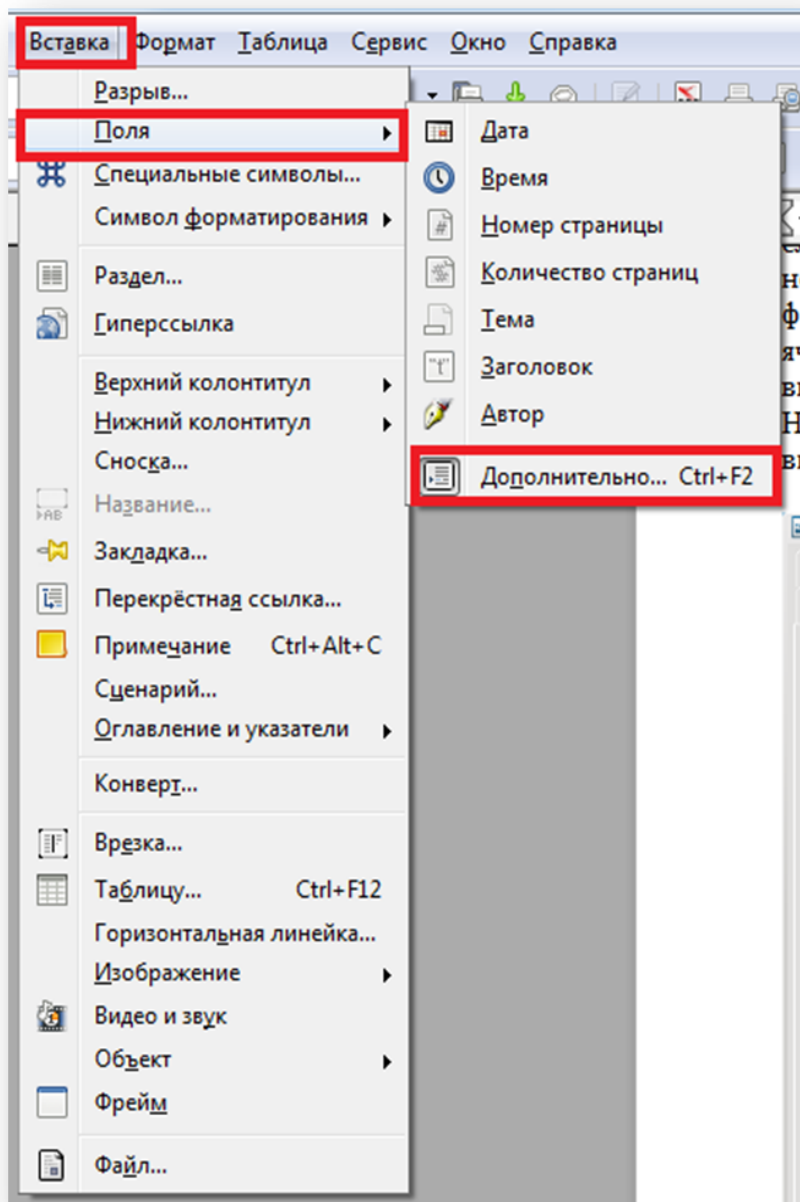 Вставка Формат Таблица Сервис Окно Справка
Разрыв...
Поля
Специальные символы...
Символ форматирования
Раздел...
Гиперссылка
Верхний колонтитул
Нижний колонтитул
Сноска...
Название...
Закладка...
Перекрёстная ссылка...
Примечание Ctrl+Alt+C
Сценарий...
Оглавление и указатели
Конверт...
Врезка...
Таблицу... Ctrl+F12
Горизонтальная линейка...
Изображение
Видео и звук
Объект
Фрейм
Файл...
Дата
Время
Номер страницы
Количество страниц
Тема
Заголовок
Автор
Дополнительно... Ctrl+F2